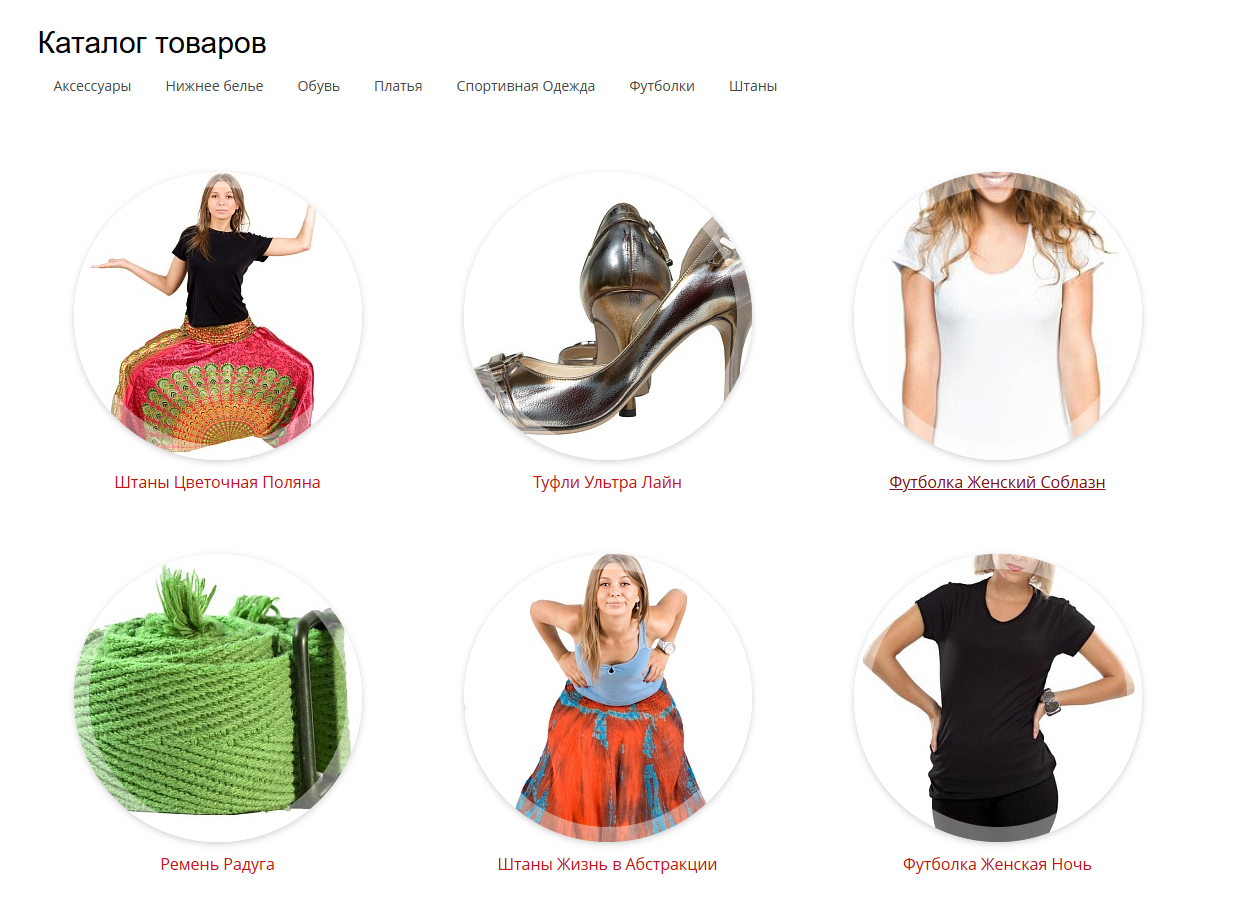 Каталог товаров
Аксессуары Нижнее белье Обувь Платья Спортивная Одежда Футболки Штаны
Штаны Цветочная Поляна
Туфли Ультра Лайн
Футболка Женский Соблазн
Ремень Радуга
Штаны Жизнь в Абстракции
Футболка Женская Ночь